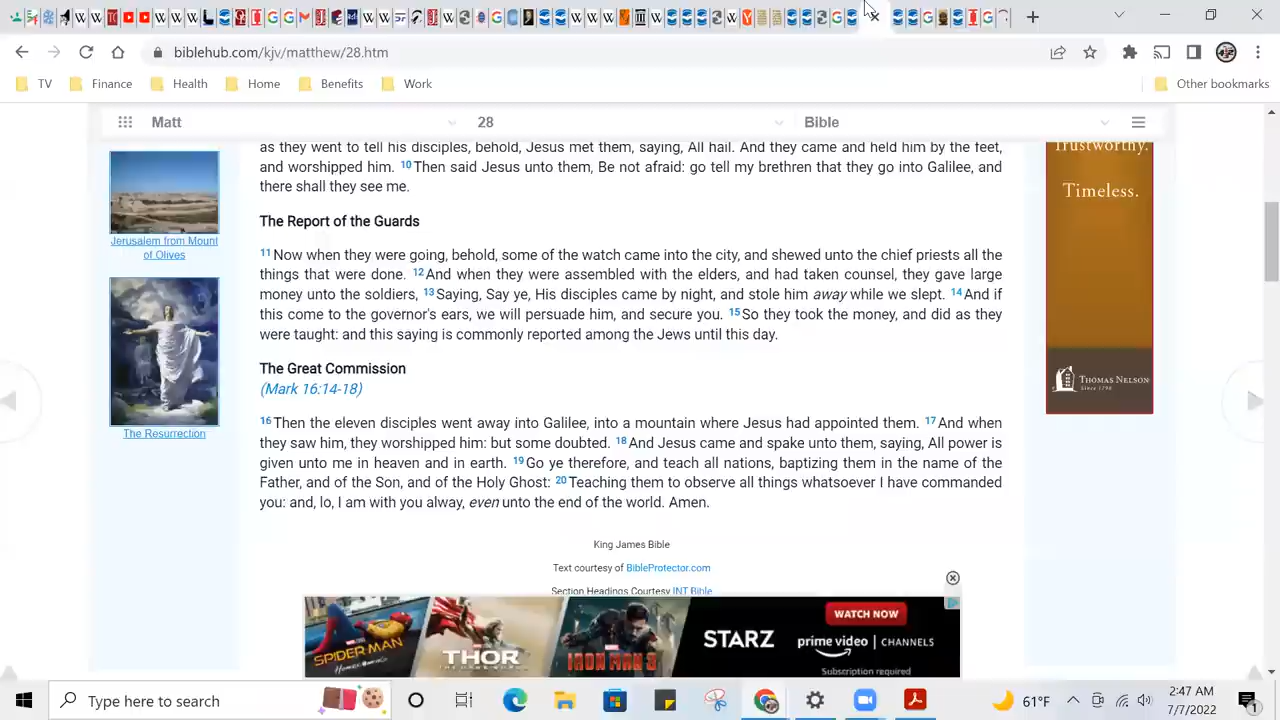 biblehub.com/kjv/matthew/28.htm
TV Finance Health Home Benefits Work Other bookmarks
Matt 28 Bible
as they went to tell his disciples, behold, Jesus met them, saying, All hail. And they came and held him by the feet,
and worshipped him. 10 Then said Jesus unto them, Be not afraid: go tell my brethren that they go into Galilee, and
there shall they see me.
Trustworthy.
Timeless.
Jerusalem from Mount
of Olives
The Report of the Guards
11 Now when they were going, behold, some of the watch came into the city, and shewed unto the chief priests all the
things that were done. 12 And when they were assembled with the elders, and had taken counsel, they gave large
money unto the soldiers, 13 Saying, Say ye, His disciples came by night, and stole him away while we slept. 14 And if
this come to the governor's ears, we will persuade him, and secure you. 15 So they took the money, and did as they
were taught: and this saying is commonly reported among the Jews until this day.
The Resurrection
The Great Commission
(Mark 16:14-18)
THOMAS NELSON
Since 1798
16 Then the eleven disciples went away into Galilee, into a mountain where Jesus had appointed them. 17 And when
they saw him, they worshipped him: but some doubted. 18 And Jesus came and spake unto them, saying, All power is
given unto me in heaven and in earth. 19 Go ye therefore, and teach all nations, baptizing them in the name of the
Father, and of the Son, and of the Holy Ghost: 20 Teaching them to observe all things whatsoever I have commanded
you: and, lo, I am with you alway, even unto the end of the world. Amen.
King James Bible
Text courtesy of BibleProtector.com
Section Headings Courtesy INT Bible
SPIDER-MAN
THOR
IRON MAN 3
STARZ
WATCH NOW
prime video | CHANNELS
Subscription required
Type here to search
61°F
2:47 AM
7/7/2022